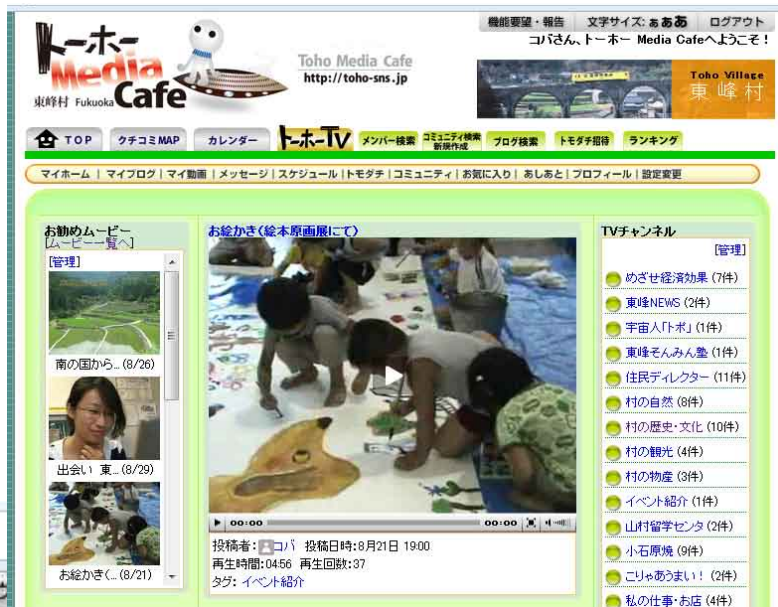 機能要望・報告 文字サイズ: あ ああ ログアウト
コバさん、トーホー Media Cafeへようこそ！
トーホー
Media
東峰村 Fukuoka Cafe
Toho Media Cafe
http://toho-sns.jp
Toho Village
東峰村
TOP クチコミMAP カレンダー トーホーTV メンバー検索 コミュニティ検索 新規作成 ブログ検索 トモダチ招待 ランキング
マイホーム | マイブログ | マイ動画 | メッセージ | スケジュール | トモダチ | コミュニティ | お気に入り | あしあと | プロフィール | 設定変更
お勧めムービー
[ムービー一覧へ]
[管理]
南の国から... (8/26)
出会い 東... (8/29)
お絵かき(... (8/21)
お絵かき(絵本原画展にて)
00:00 00:00
投稿者: コバ 投稿日時:8月21日 19:00
再生時間:04:56 再生回数:37
タグ: イベント紹介
TVチャンネル
[管理]
めざせ経済効果 (7件)
東峰NEWS (2件)
宇宙人「トポ」 (1件)
東峰そんみん塾 (1件)
住民ディレクター (11件)
村の自然 (8件)
村の歴史・文化 (10件)
村の観光 (4件)
村の物産 (3件)
イベント紹介 (1件)
山村留学センタ (2件)
小石原焼 (9件)
こりゃあうまい！ (2件)
私の仕事・お店 (4件)